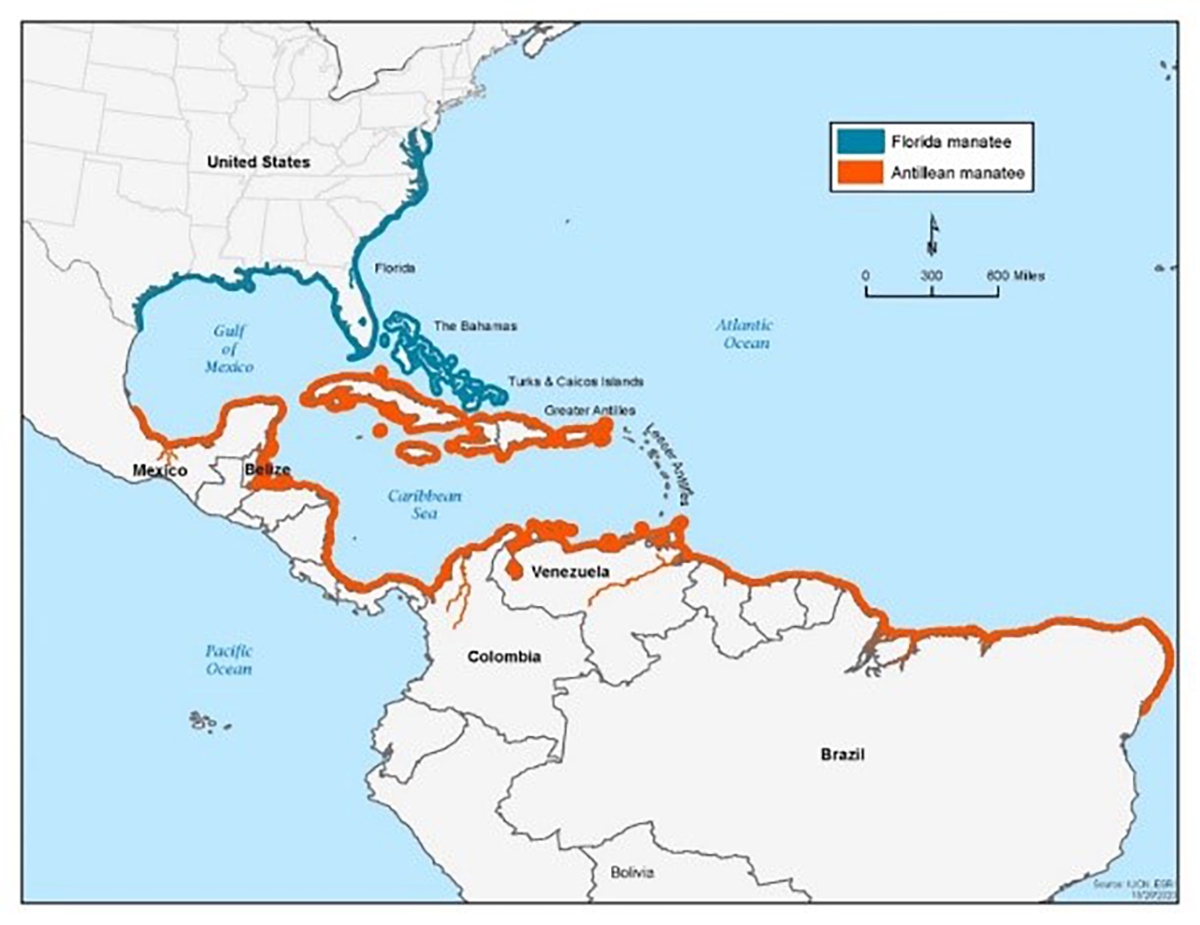 Florida manatee
Antillean manatee
N
0 300 600 Miles
United States
Florida
Gulf
of
Mexico
The Bahamas
Atlantic
Ocean
Turks & Caicos Islands
Greater Antilles
Lesser Antilles
Mexico
Belize
Caribbean
Sea
Venezuela
Colombia
Pacific
Ocean
Brazil
Bolivia
Source: IUCN, ESRI